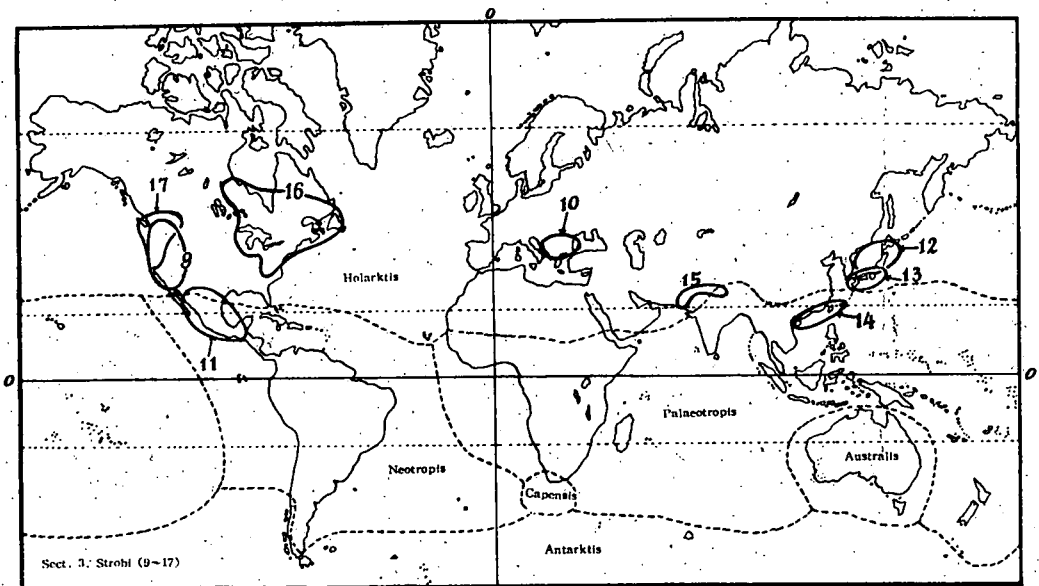 0
17
16
10
9
12
15
13
Holarktis
14
11
0
0
Palaeotropis
Neotropis
Australis
Capensis
Antarktis
Sect. 3. Strobi (9-17)